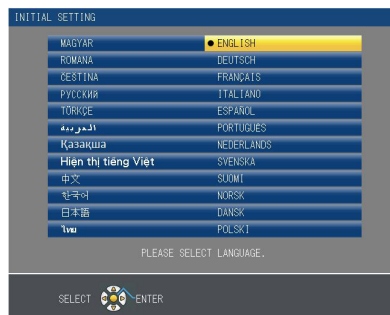 INITIAL SETTING
MAGYAR ENGLISH
ROMANA DEUTSCH
ČEŠTINA FRANÇAIS
РУССКИЙ ITALIANO
TÜRKÇE ESPAÑOL
العربية PORTUGUÊS
Қазақша NEDERLANDS
Hiện thị tiếng Việt SVENSKA
中文 SUOMI
한국어 NORSK
日本語 DANSK
ไทย POLSKI
PLEASE SELECT LANGUAGE.
SELECT ENTER